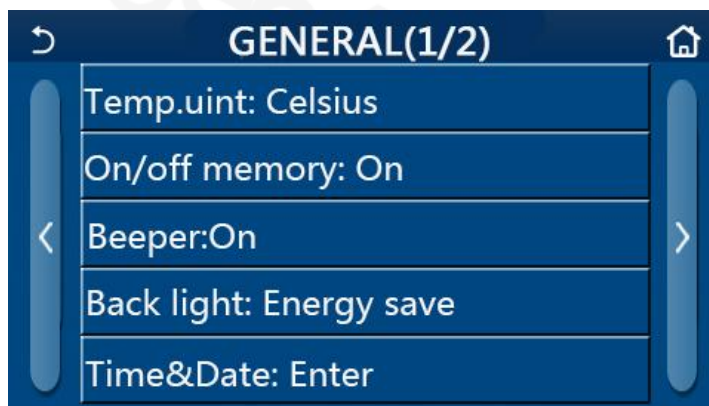 GENERAL(1/2)
Temp.uint: Celsius
On/off memory: On
Beeper:On
Back light: Energy save
Time&Date: Enter